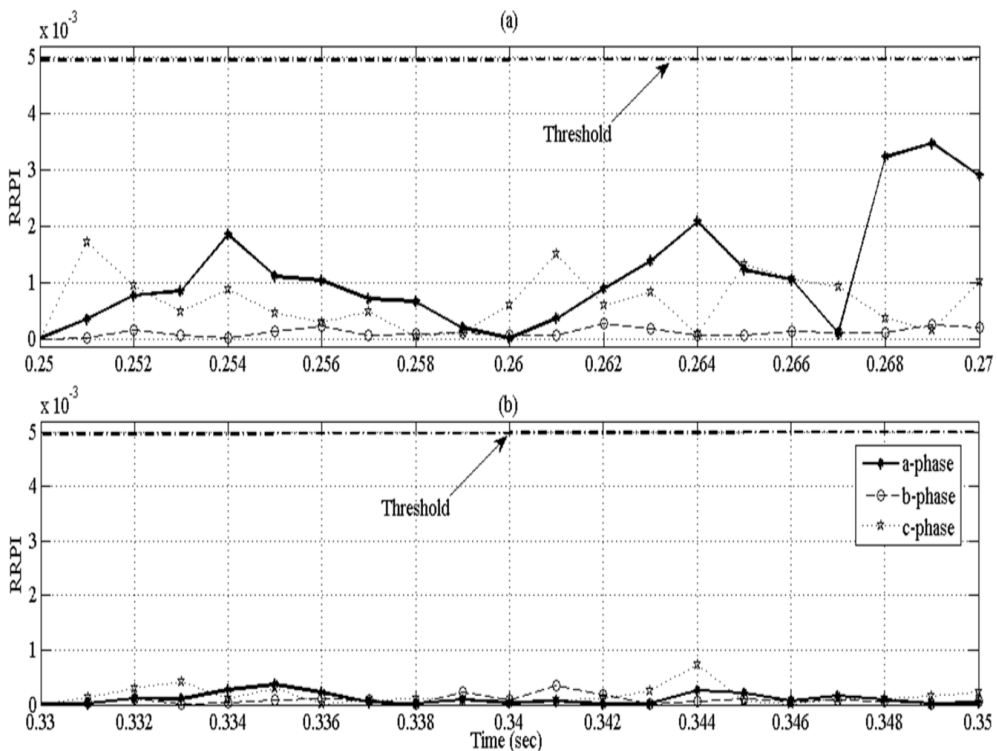 (a)
x 10⁻³
5
4
3
2
1
0
RRPI
Threshold
0.25 0.252 0.254 0.256 0.258 0.26 0.262 0.264 0.266 0.268 0.27
(b)
x 10⁻³
5
4
3
2
1
0
RRPI
Threshold
a-phase
b-phase
c-phase
0.33 0.332 0.334 0.336 0.338 0.34 0.342 0.344 0.346 0.348 0.35
Time (sec)